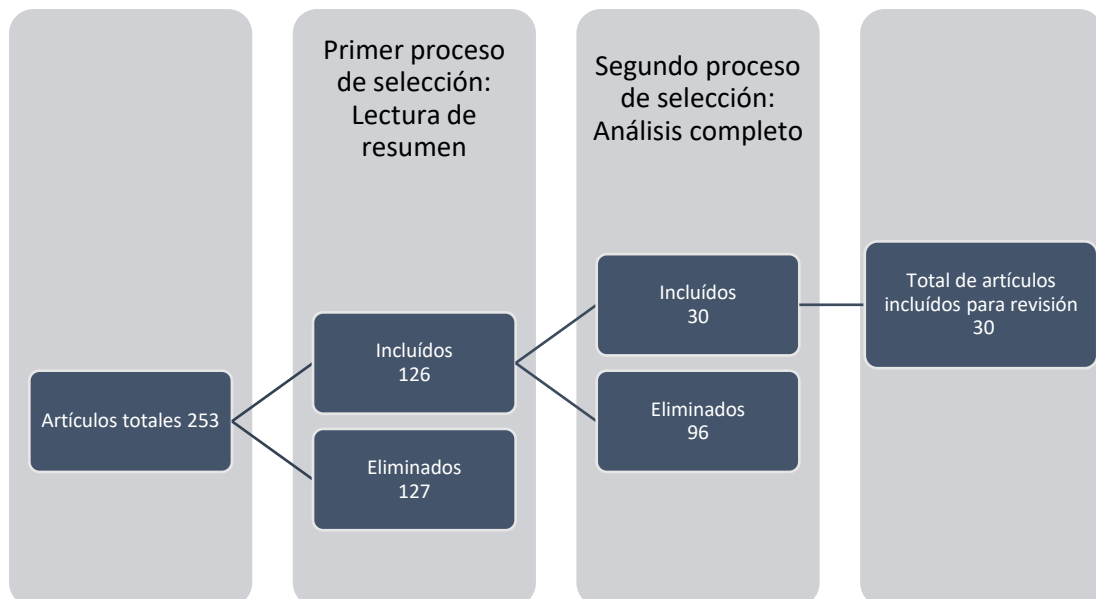 Primer proceso
de selección:
Lectura de
resumen
Segundo proceso
de selección:
Análisis completo
Artículos totales 253
Incluídos
126
Eliminados
127
Incluídos
30
Eliminados
96
Total de artículos
incluídos para revisión
30